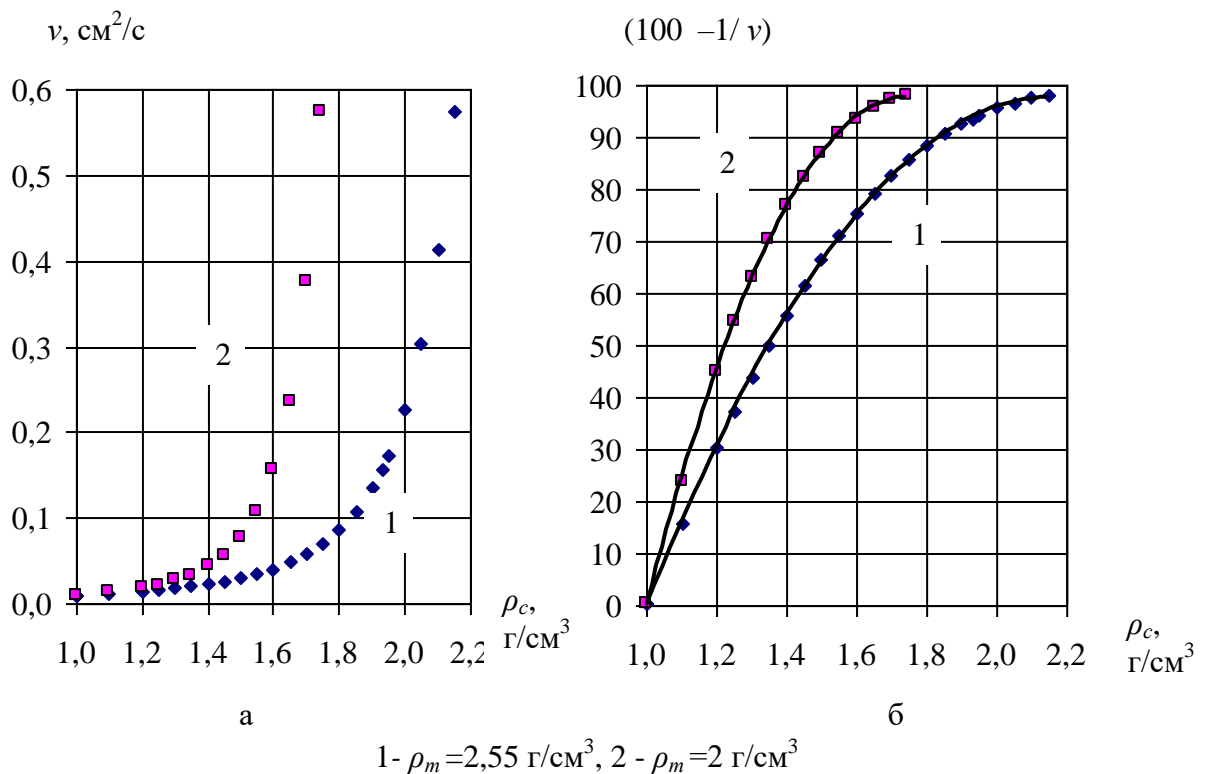 v, см²/с
0,6
0,5
0,4
0,3
0,2
0,1
0,0
1,0 1,2 1,4 1,6 1,8 2,0 2,2
ρc,
г/см³
2
1
а
(100 –1/ v)
100
90
80
70
60
50
40
30
20
10
0
1,0 1,2 1,4 1,6 1,8 2,0 2,2
ρc,
г/см³
2
1
б
1- ρm =2,55 г/см³, 2 - ρm =2 г/см³